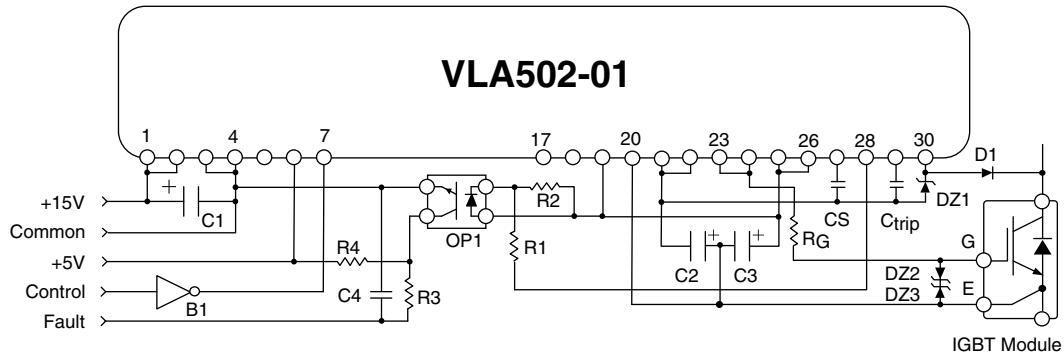 VLA502-01
1 4 7 17 20 23 26 28 30
D1
+15V
+
C1
R2
CS
Ctrip
DZ1
Common
OP1
R1
+ +
RG
G
+5V
R4
C2 C3
DZ2
Control
B1
C4
R3
DZ3
E
Fault
IGBT Module